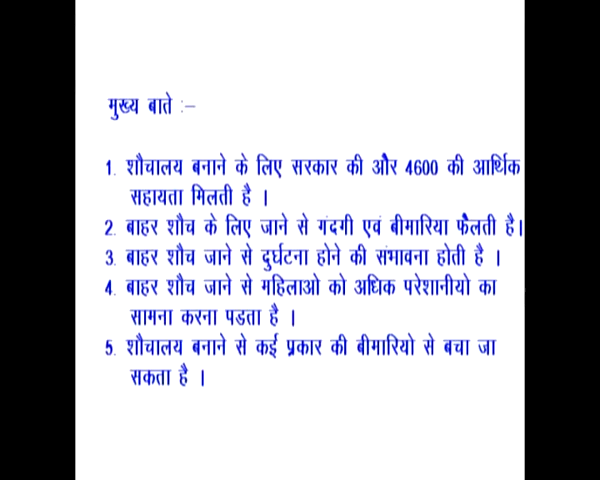 मुख्य बाते :–
1. शौचालय बनाने के लिए सरकार की और 4600 की आर्थिक
सहायता मिलती है ।
2. बाहर शौच के लिए जाने से गंदगी एवं बीमारिया फैलती है।
3. बाहर शौच जाने से दुर्घटना होने की संभावना होती है ।
4. बाहर शौच जाने से महिलाओ को अधिक परेशानीयो का
सामना करना पडता है ।
5. शौचालय बनाने से कई प्रकार की बीमारियो से बचा जा
सकता है ।